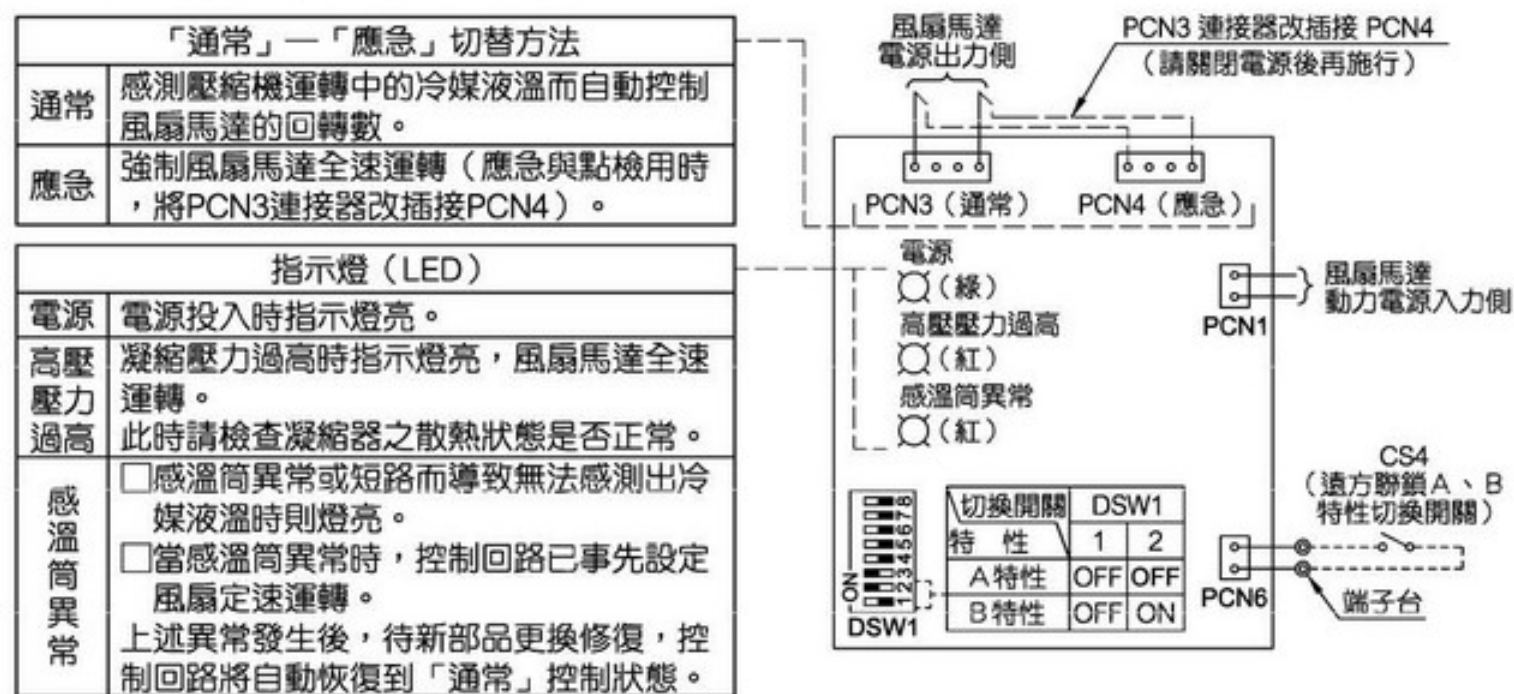 「通常」—「應急」切替方法
通常
感測壓縮機運轉中的冷媒液溫而自動控制
風扇馬達的回轉數。
應急
強制風扇馬達全速運轉（應急與點檢用時
，將PCN3連接器改插接PCN4）。
指示燈（LED）
電源
電源投入時指示燈亮。
高壓
壓力
過高
凝縮壓力過高時指示燈亮，風扇馬達全速
運轉。
此時請檢查凝縮器之散熱狀態是否正常。
感溫筒異常
□感溫筒異常或短路而導致無法感測出冷
媒液溫時則燈亮。
□當感溫筒異常時，控制回路已事先設定
風扇定速運轉。
上述異常發生後，待新部品更換修復，控
制回路將自動恢復到「通常」控制狀態。
風扇馬達
電源出力側
PCN3 連接器改插接 PCN4
（請關閉電源後再施行）
PCN3（通常）
PCN4（應急）
電源
（綠）
高壓壓力過高
（紅）
感溫筒異常
（紅）
風扇馬達
動力電源入力側
PCN1
ON
12345678
DSW1
切換開關 DSW1
特 性 1 2
A特性 OFF OFF
B特性 OFF ON
CS4
（遠方聯鎖A、B
特性切換開關）
PCN6
端子台